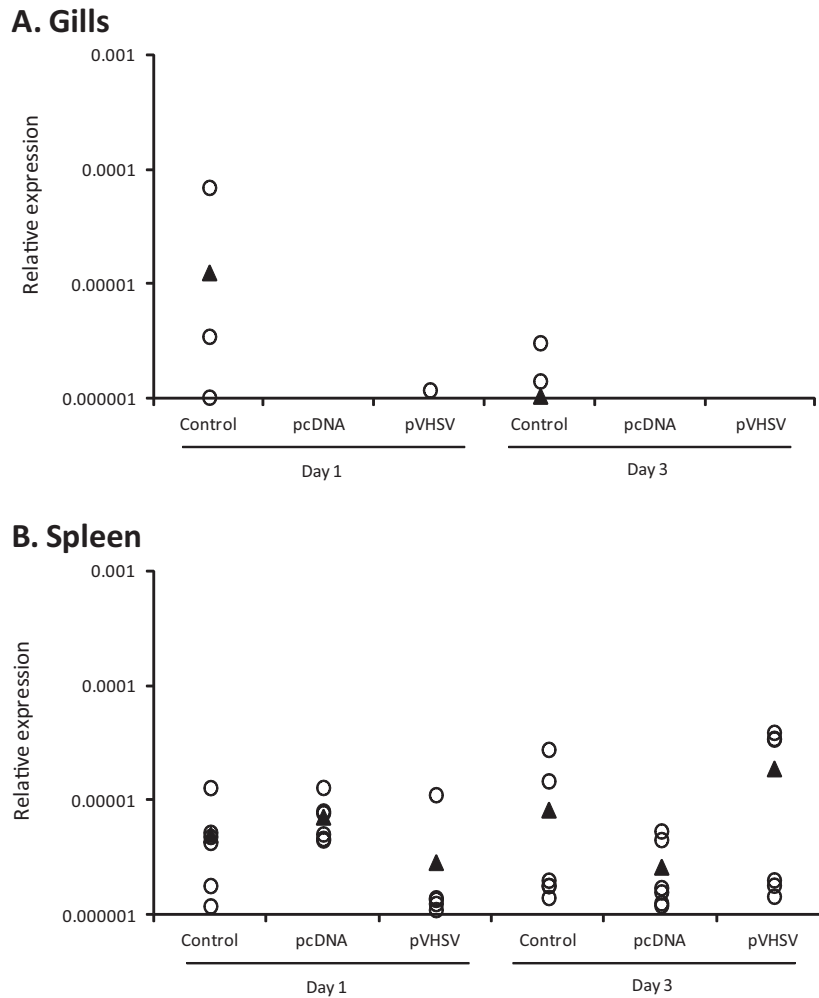 A. Gills
0.001
0.0001
0.00001
0.000001
Relative expression
Control pcDNA pVHSV Control pcDNA pVHSV
Day 1 Day 3
B. Spleen
0.001
0.0001
0.00001
0.000001
Relative expression
Control pcDNA pVHSV Control pcDNA pVHSV
Day 1 Day 3